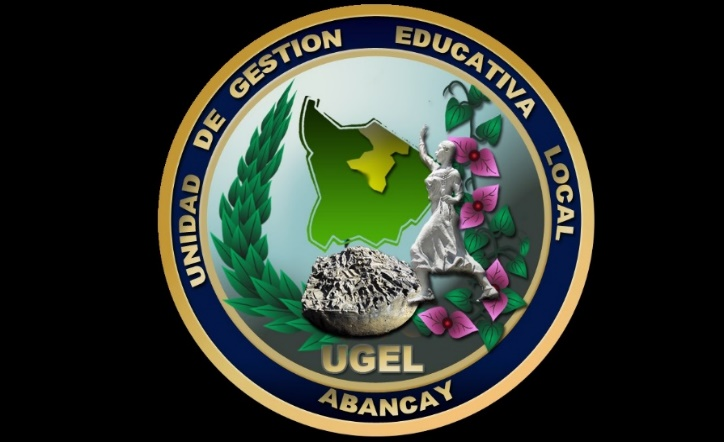 UNIDAD DE GESTION EDUCATIVA LOCAL
UGEL
ABANCAY